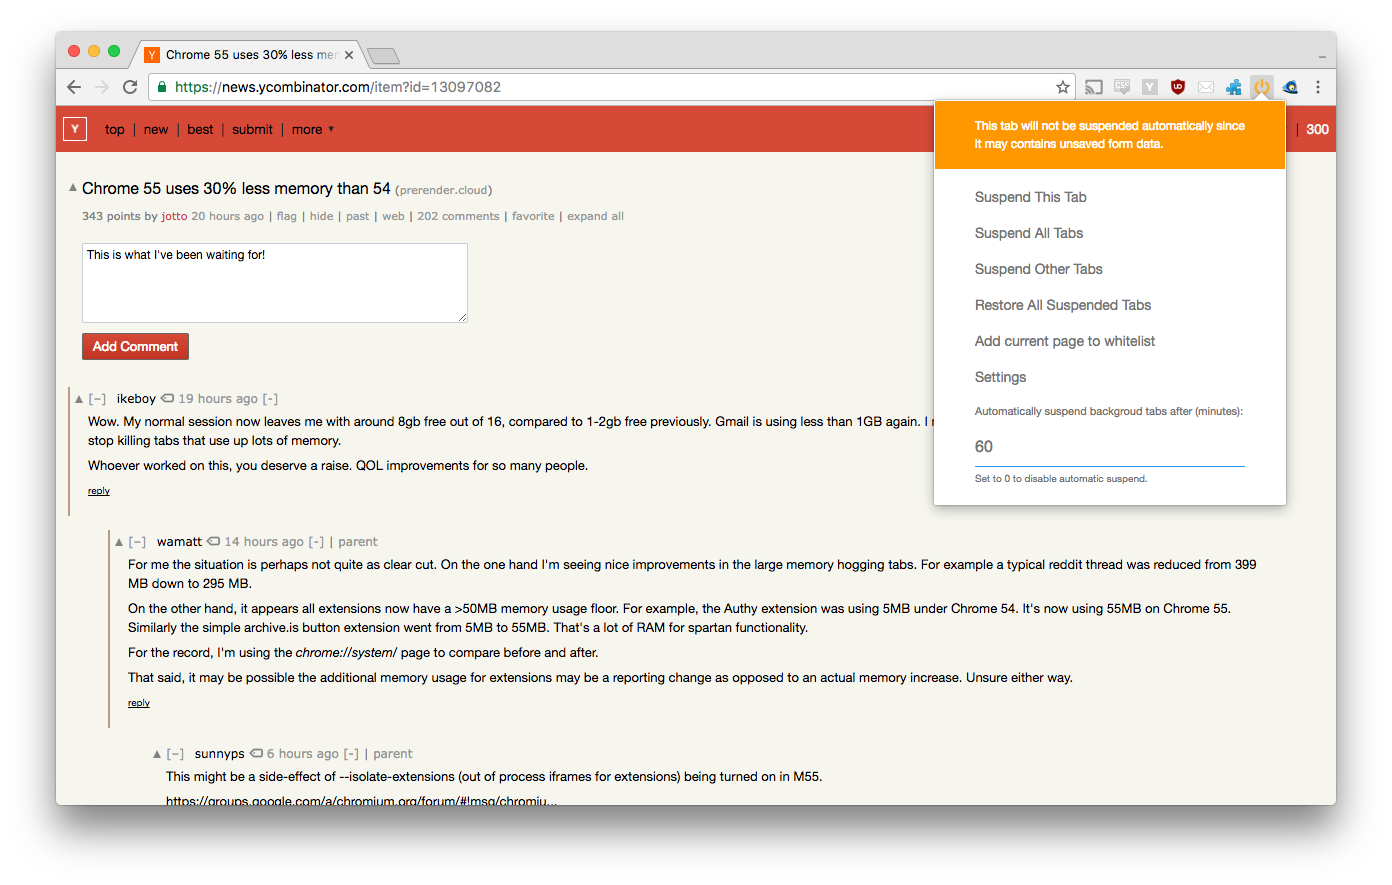 Chrome 55 uses 30% less me
https://news.ycombinator.com/item?id=13097082
Y top | new | best | submit | more ▾ | 300
This tab will not be suspended automatically since
it may contains unsaved form data.
Suspend This Tab
Suspend All Tabs
Suspend Other Tabs
Restore All Suspended Tabs
Add current page to whitelist
Settings
Automatically suspend backgroud tabs after (minutes):
60
Set to 0 to disable automatic suspend.
Chrome 55 uses 30% less memory than 54 (prerender.cloud)
343 points by jotto 20 hours ago | flag | hide | past | web | 202 comments | favorite | expand all
This is what I've been waiting for!
Add Comment
[–] ikeboy 19 hours ago [-]
Wow. My normal session now leaves me with around 8gb free out of 16, compared to 1-2gb free previously. Gmail is using less than 1GB again. I
stop killing tabs that use up lots of memory.
Whoever worked on this, you deserve a raise. QOL improvements for so many people.
reply
[–] wamatt 14 hours ago [-] | parent
For me the situation is perhaps not quite as clear cut. On the one hand I'm seeing nice improvements in the large memory hogging tabs. For example a typical reddit thread was reduced from 399
MB down to 295 MB.
On the other hand, it appears all extensions now have a >50MB memory usage floor. For example, the Authy extension was using 5MB under Chrome 54. It's now using 55MB on Chrome 55.
Similarly the simple archive.is button extension went from 5MB to 55MB. That's a lot of RAM for spartan functionality.
For the record, I'm using the chrome://system/ page to compare before and after.
That said, it may be possible the additional memory usage for extensions may be a reporting change as opposed to an actual memory increase. Unsure either way.
reply
[–] sunnyps 6 hours ago [-] | parent
This might be a side-effect of --isolate-extensions (out of process iframes for extensions) being turned on in M55.
https://groups.google.com/a/chromium.org/forum/#!msg/chromiu...